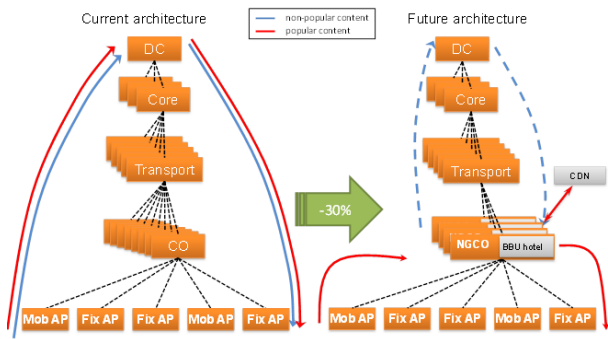 Current architecture
non-popular content
popular content
Future architecture
DC
Core
Transport
CO
Mob AP
Fix AP
Fix AP
Mob AP
Fix AP
-30%
DC
Core
Transport
CDN
NGCO
BBU hotel
Mob AP
Fix AP
Fix AP
Mob AP
Fix AP